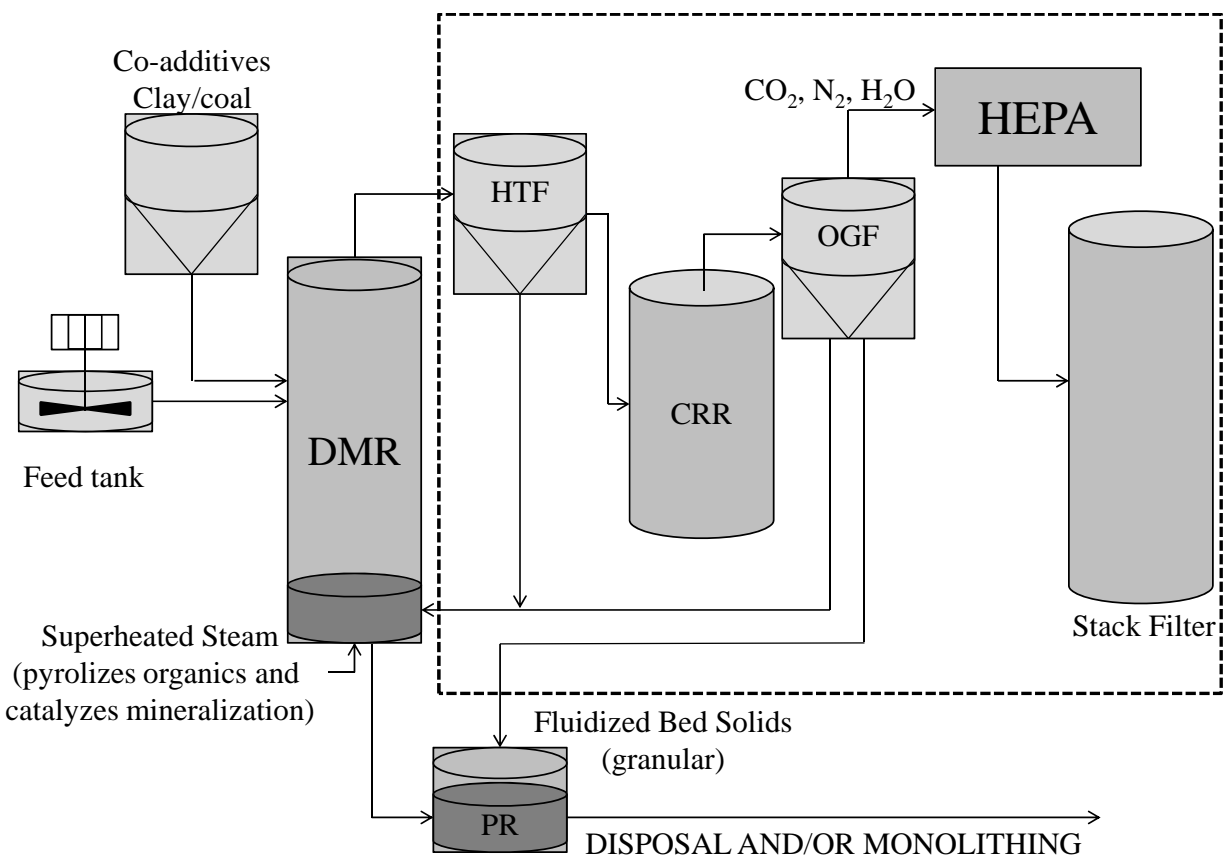 Co-additives
Clay/coal
CO₂, N₂, H₂O
HEPA
HTF
OGF
DMR
CRR
Feed tank
Stack Filter
Superheated Steam
(pyrolizes organics and
catalyzes mineralization)
Fluidized Bed Solids
(granular)
PR
DISPOSAL AND/OR MONOLITHING